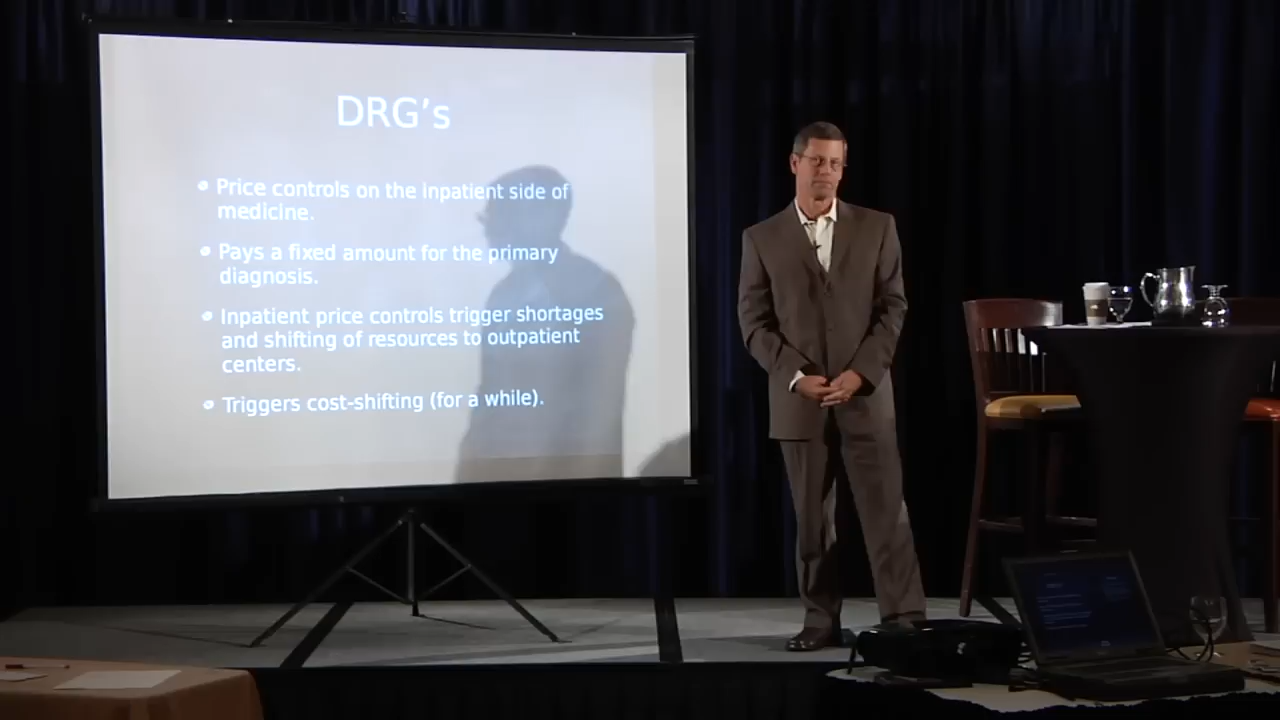 DRG's
• Price controls on the inpatient side of
medicine.
• Pays a fixed amount for the primary
diagnosis.
• Inpatient price controls trigger shortages
and shifting of resources to outpatient
centers.
• Triggers cost-shifting (for a while).